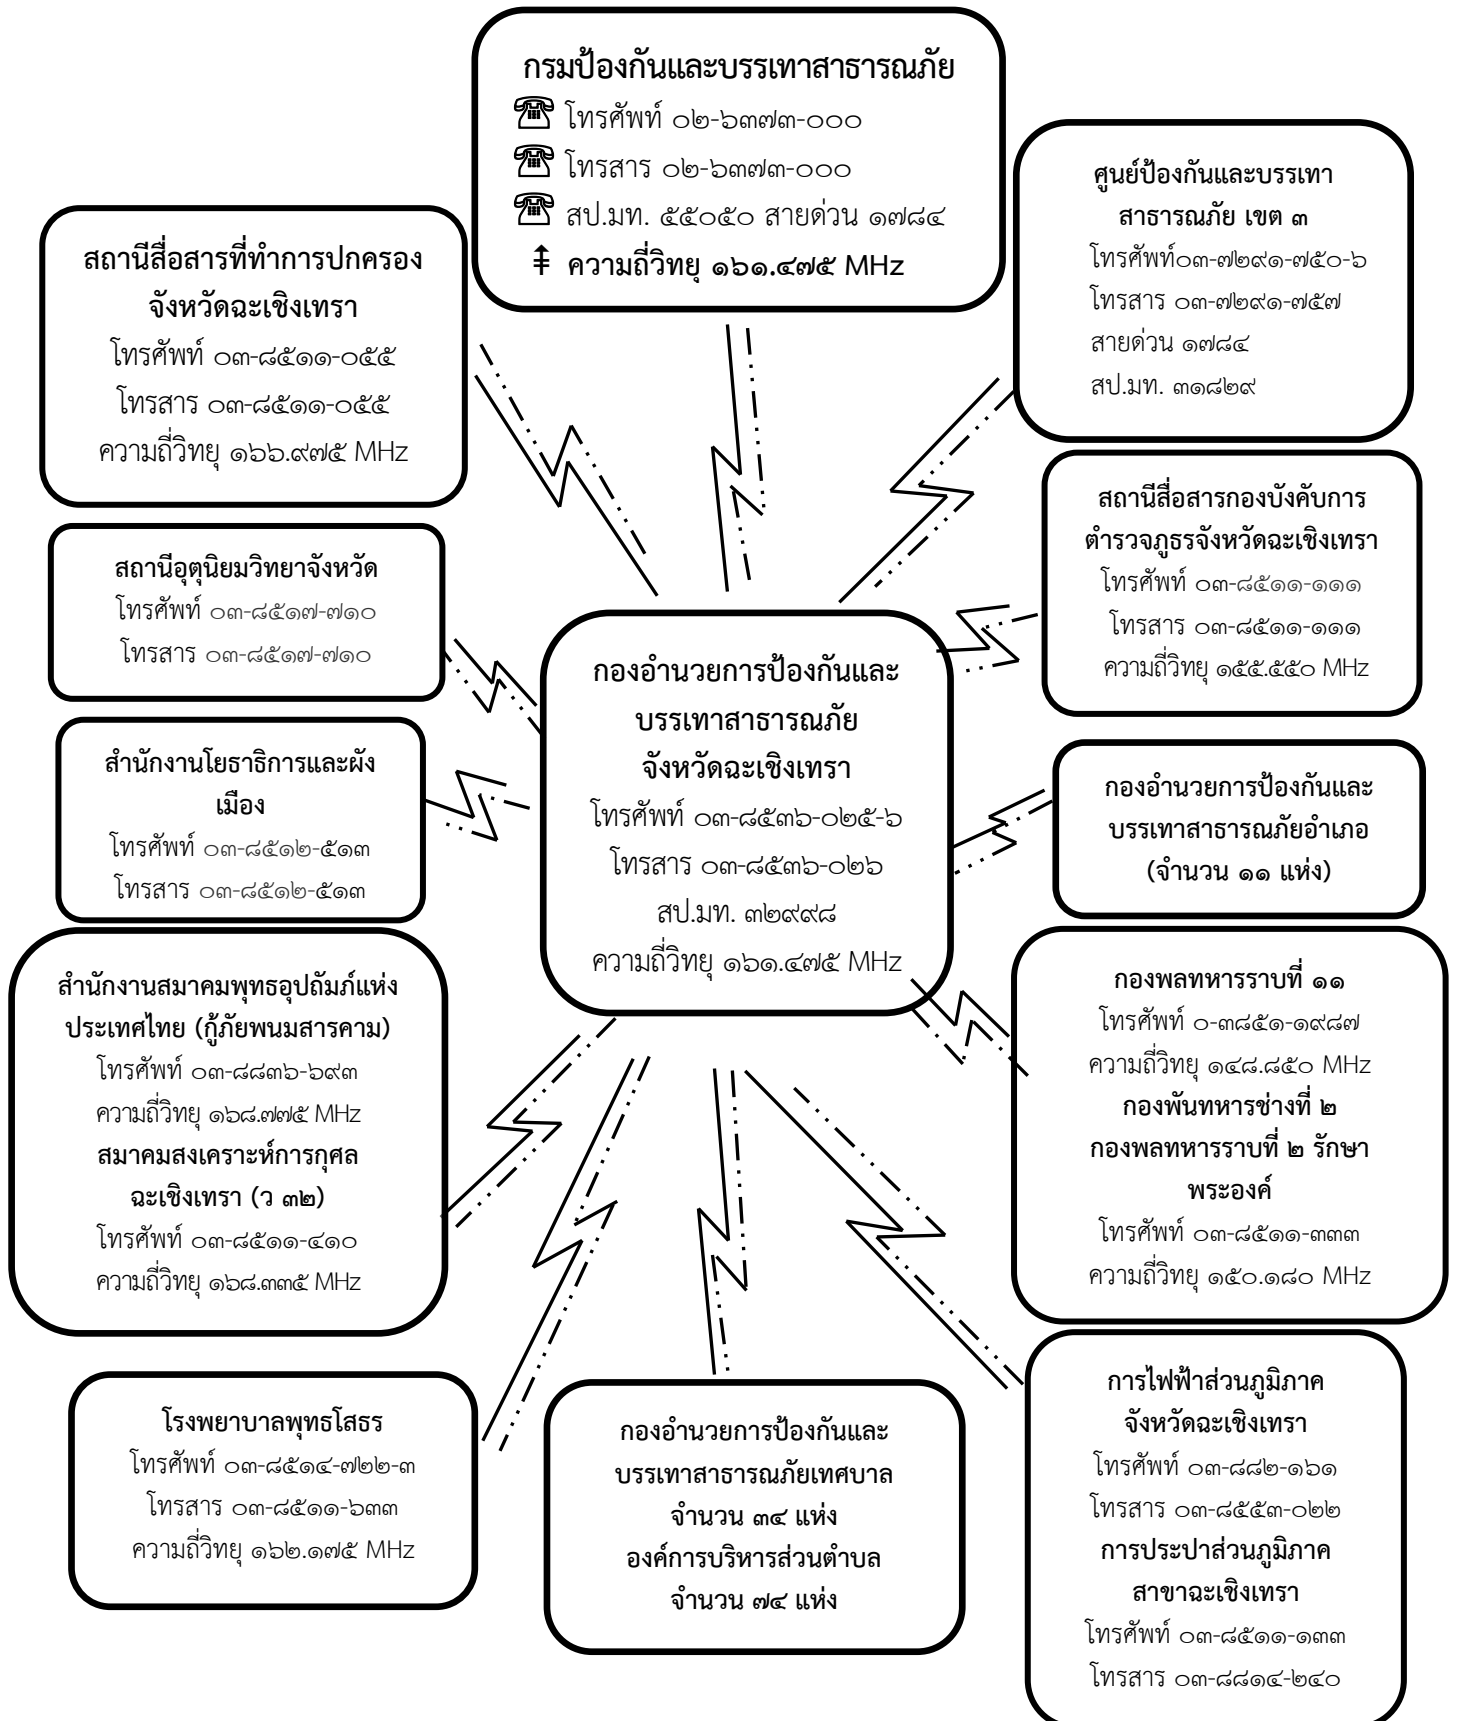 กรมป้องกันและบรรเทาสาธารณภัย
โทรศัพท์ ๐๒-๖๓๗๓-๐๐๐
โทรสาร ๐๒-๖๓๗๓-๐๐๐
สป.มท. ๕๕๐๕๐ สายด่วน ๑๗๘๔
ความถี่วิทยุ ๑๖๑.๔๗๕ MHz
ศูนย์ป้องกันและบรรเทา
สาธารณภัย เขต ๓
โทรศัพท์๐๓-๗๒๙๑-๗๕๐-๖
โทรสาร ๐๓-๗๒๙๑-๗๕๗
สายด่วน ๑๗๘๔
สป.มท. ๓๑๘๒๙
สถานีสื่อสารที่ทำการปกครอง
จังหวัดฉะเชิงเทรา
โทรศัพท์ ๐๓-๘๕๑๑-๐๕๕
โทรสาร ๐๓-๘๕๑๑-๐๕๕
ความถี่วิทยุ ๑๖๖.๙๗๕ MHz
สถานีสื่อสารกองบังคับการ
ตำรวจภูธรจังหวัดฉะเชิงเทรา
โทรศัพท์ ๐๓-๘๕๑๑-๑๑๑
โทรสาร ๐๓-๘๕๑๑-๑๑๑
ความถี่วิทยุ ๑๕๕.๕๕๐ MHz
สถานีอุตุนิยมวิทยาจังหวัด
โทรศัพท์ ๐๓-๘๕๑๗-๗๑๐
โทรสาร ๐๓-๘๕๑๗-๗๑๐
กองอำนวยการป้องกันและ
บรรเทาสาธารณภัย
จังหวัดฉะเชิงเทรา
โทรศัพท์ ๐๓-๘๕๓๖-๐๒๕-๖
โทรสาร ๐๓-๘๕๓๖-๐๒๖
สป.มท. ๓๒๙๙๘
ความถี่วิทยุ ๑๖๑.๔๗๕ MHz
สำนักงานโยธาธิการและผัง
เมือง
โทรศัพท์ ๐๓-๘๕๑๒-๕๑๓
โทรสาร ๐๓-๘๕๑๒-๕๑๓
กองอำนวยการป้องกันและ
บรรเทาสาธารณภัยอำเภอ
(จำนวน ๑๑ แห่ง)
สำนักงานสมาคมพุทธอุปถัมภ์แห่ง
ประเทศไทย (กู้ภัยพนมสารคาม)
โทรศัพท์ ๐๓-๘๘๓๖-๖๙๓
ความถี่วิทยุ ๑๖๘.๗๗๕ MHz
สมาคมสงเคราะห์การกุศล
ฉะเชิงเทรา (ว ๓๒)
โทรศัพท์ ๐๓-๘๕๑๑-๔๑๐
ความถี่วิทยุ ๑๖๘.๓๓๕ MHz
กองพลทหารราบที่ ๑๑
โทรศัพท์ ๐-๓๘๕๑-๑๙๘๗
ความถี่วิทยุ ๑๔๘.๘๕๐ MHz
กองพันทหารช่างที่ ๒
กองพลทหารราบที่ ๒ รักษา
พระองค์
โทรศัพท์ ๐๓-๘๕๑๑-๓๓๓
ความถี่วิทยุ ๑๕๐.๑๘๐ MHz
โรงพยาบาลพุทธโสธร
โทรศัพท์ ๐๓-๘๕๑๔-๗๒๒-๓
โทรสาร ๐๓-๘๕๑๑-๖๓๓
ความถี่วิทยุ ๑๖๒.๑๗๕ MHz
กองอำนวยการป้องกันและ
บรรเทาสาธารณภัยเทศบาล
จำนวน ๓๔ แห่ง
องค์การบริหารส่วนตำบล
จำนวน ๗๔ แห่ง
การไฟฟ้าส่วนภูมิภาค
จังหวัดฉะเชิงเทรา
โทรศัพท์ ๐๓-๘๘๒-๑๖๑
โทรสาร ๐๓-๘๕๕๓-๐๒๒
การประปาส่วนภูมิภาค
สาขาฉะเชิงเทรา
โทรศัพท์ ๐๓-๘๕๑๑-๑๓๓
โทรสาร ๐๓-๘๘๑๔-๒๔๐